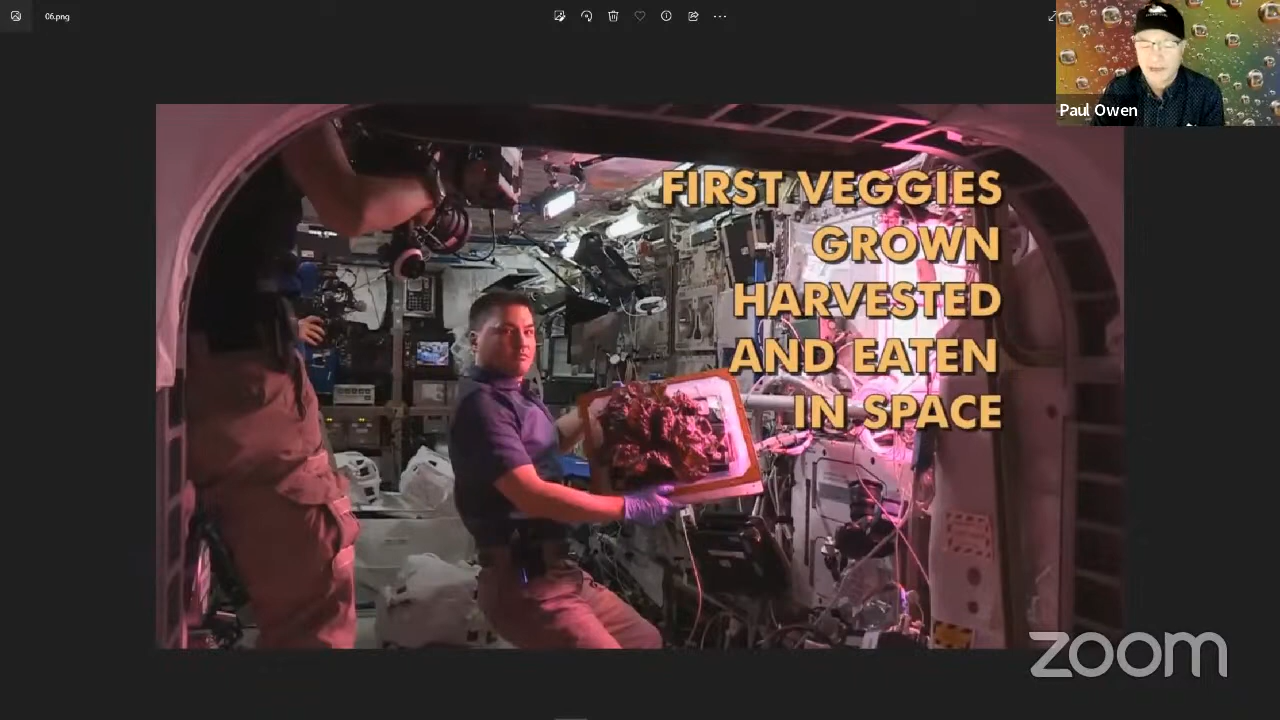 06.png
Paul Owen
FIRST VEGGIES
GROWN
HARVESTED
AND EATEN
IN SPACE
zoom